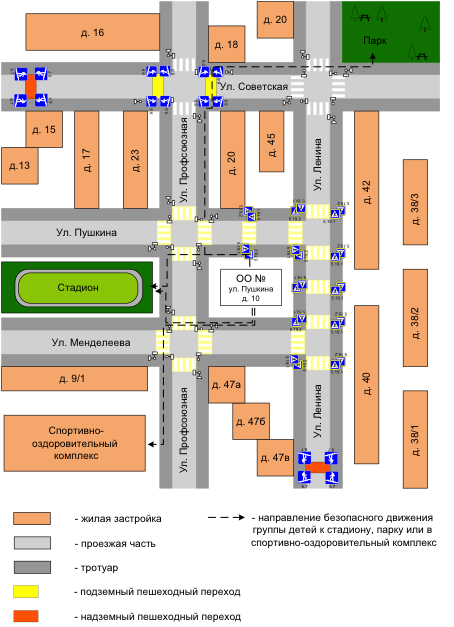 д. 16
д. 20
д. 18
Парк
Ул. Советская
д. 15
д.13
д. 17
д. 23
Ул. Профсоюзная
д. 20
д. 45
Ул. Ленина
д. 42
д. 38/3
Ул. Пушкина
Стадион
ОО №
ул. Пушкина
д. 10
д. 38/2
Ул. Менделеева
д. 9/1
д. 47а
д. 47б
д. 47в
Ул. Профсоюзная
Ул. Ленина
д. 40
д. 38/1
Спортивно-
оздоровительный
комплекс
- жилая застройка
- проезжая часть
- тротуар
- подземный пешеходный переход
- надземный пешеходный переход
- направление безопасного движения
группы детей к стадиону, парку или в
спортивно-оздоровительный комплекс